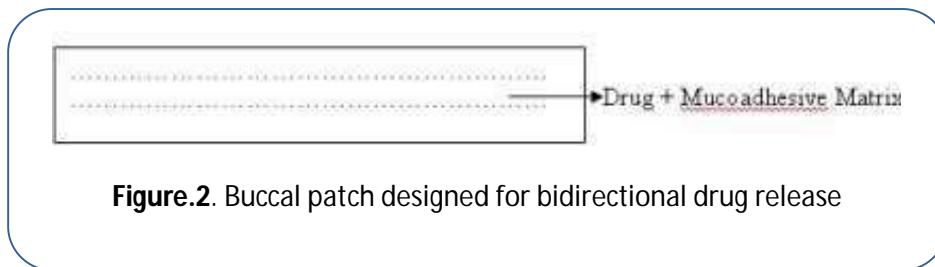 Drug + Mucoadhesive Matrix
Figure.2. Buccal patch designed for bidirectional drug release